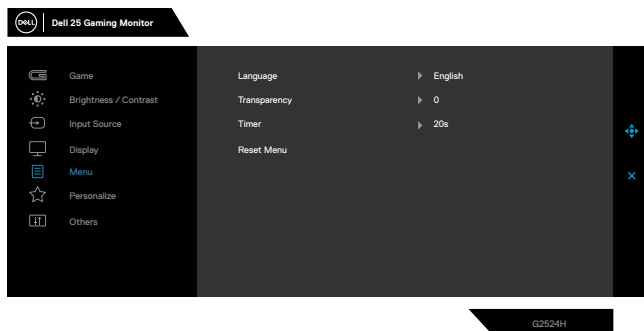 DELL Dell 25 Gaming Monitor
Game
Brightness / Contrast
Input Source
Display
Menu
Personalize
Others
Language English
Transparency 0
Timer 20s
Reset Menu
G2524H